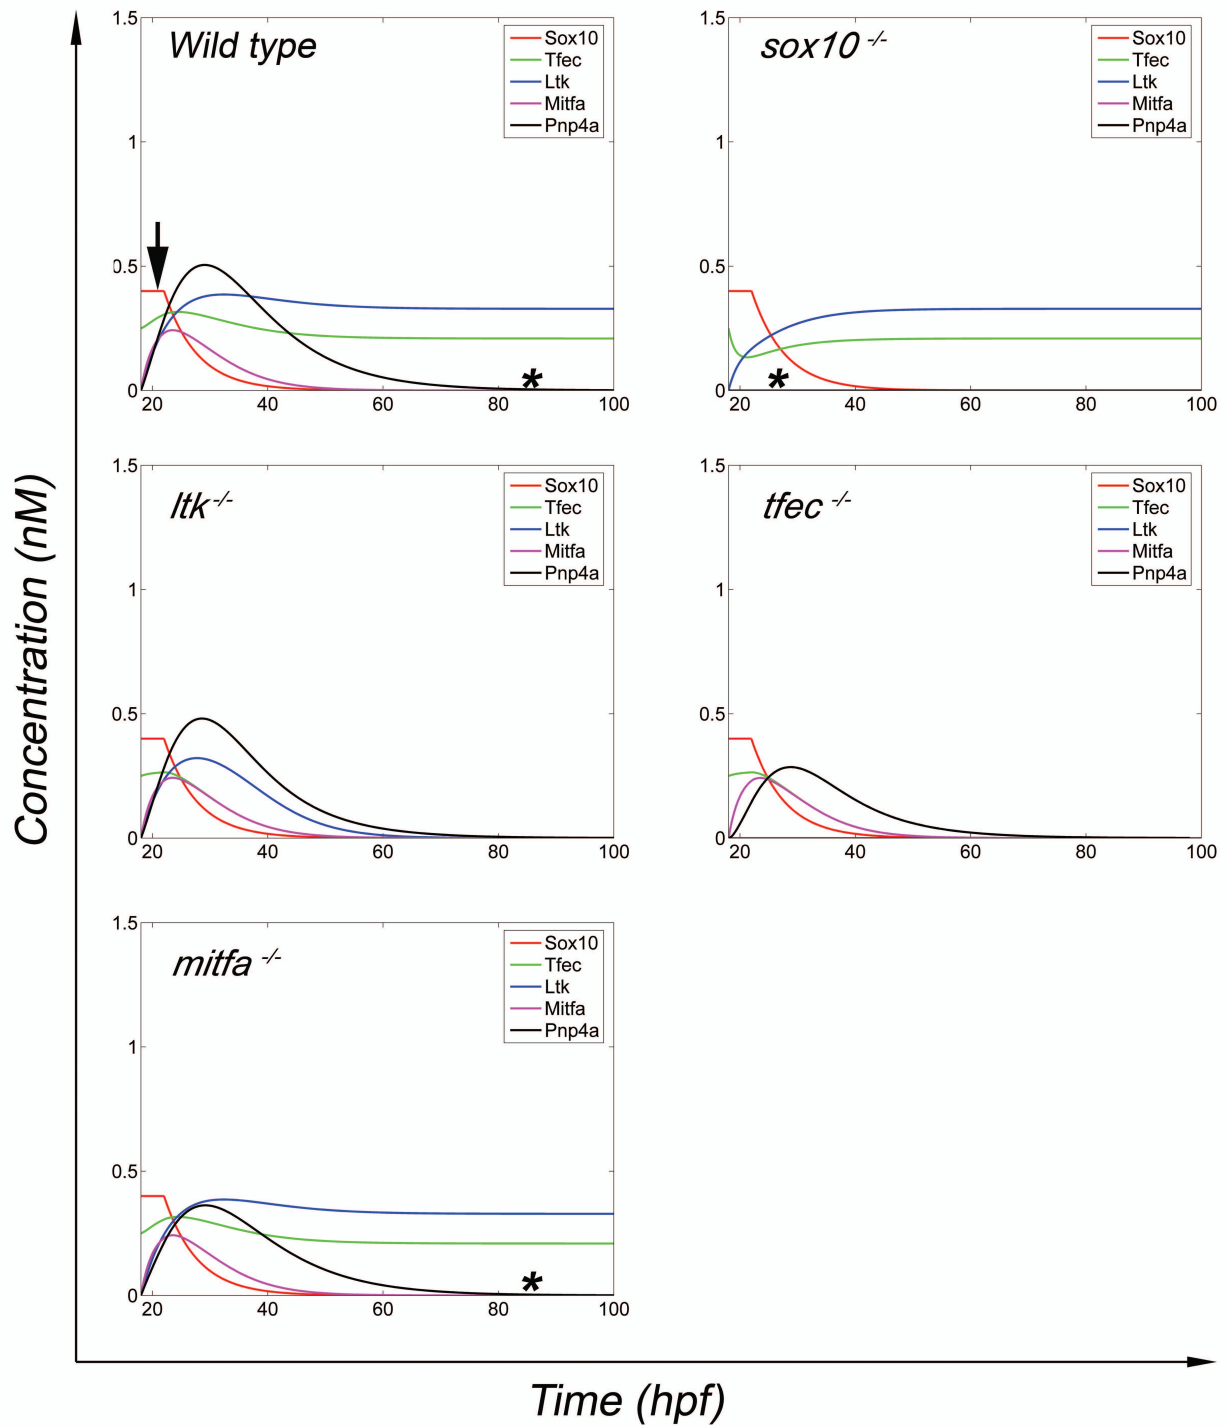 Concentration (nM)
Wild type
Sox10
Tfec
Ltk
Mitfa
Pnp4a
1.5
1
0.5
0
*
20 40 60 80 100
sox10 -/-
Sox10
Tfec
Ltk
Mitfa
Pnp4a
1.5
1
0.5
0
*
20 40 60 80 100
ltk -/-
Sox10
Tfec
Ltk
Mitfa
Pnp4a
1.5
1
0.5
0
20 40 60 80 100
tfec -/-
Sox10
Tfec
Ltk
Mitfa
Pnp4a
1.5
1
0.5
0
20 40 60 80 100
mitfa -/-
Sox10
Tfec
Ltk
Mitfa
Pnp4a
1.5
1
0.5
0
*
20 40 60 80 100
Time (hpf)